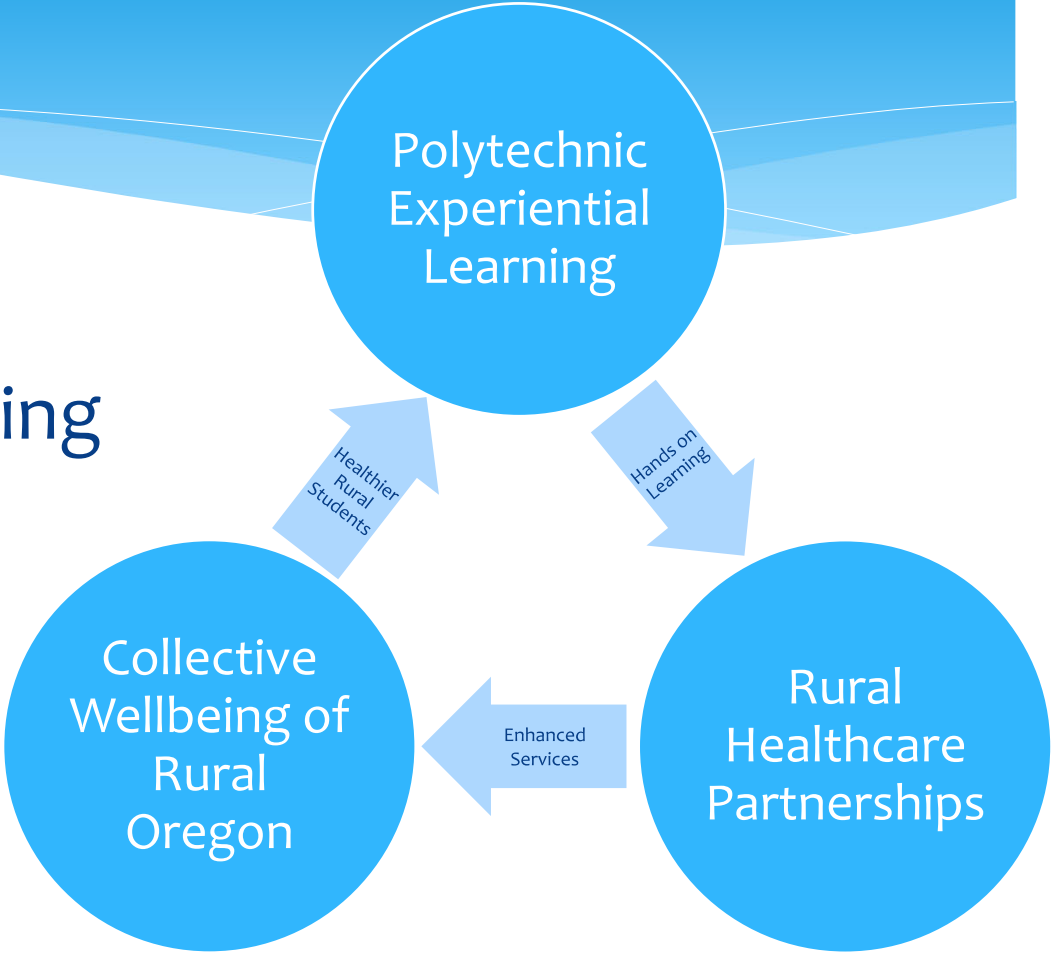 Polytechnic
Experiential
Learning
ing
Healthier
Rural
Students
Hands on
Learning
Collective
Wellbeing of
Rural
Oregon
Enhanced
Services
Rural
Healthcare
Partnerships